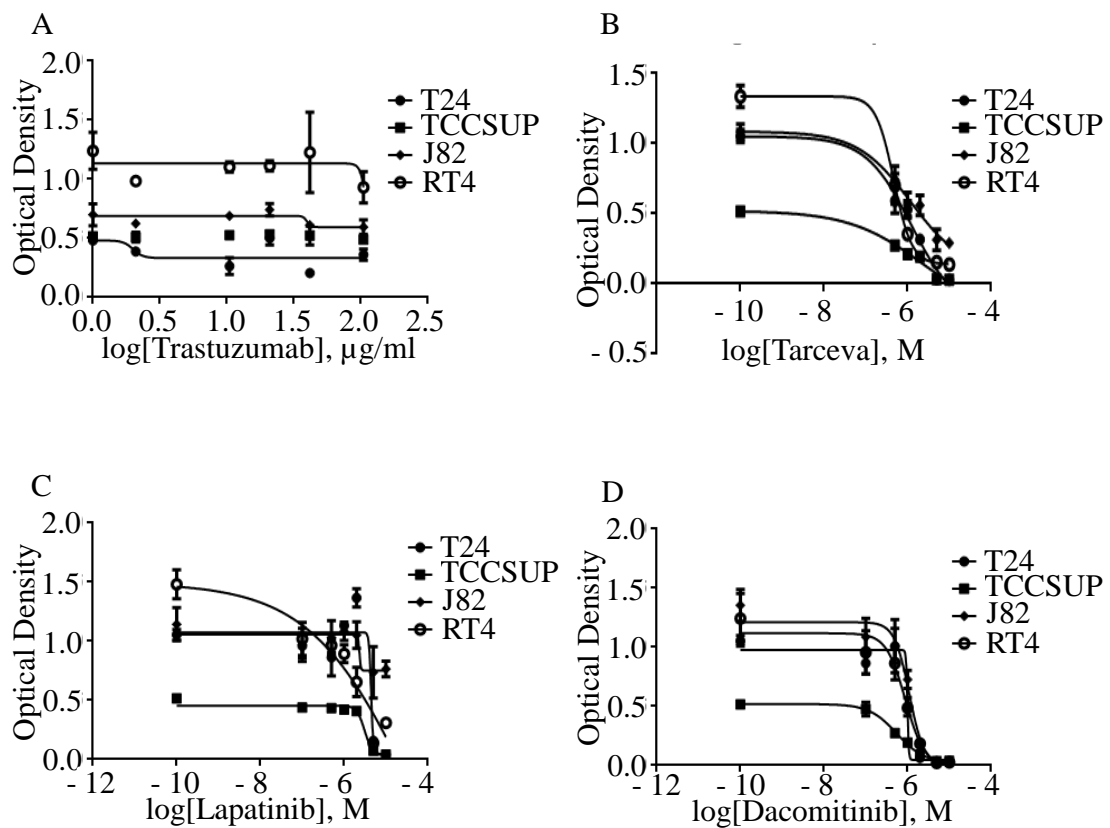 A
Optical Density
2.0
1.5
1.0
0.5
0.0
0.0 0.5 1.0 1.5 2.0 2.5
log[Trastuzumab], µg/ml
T24
TCCSUP
J82
RT4
B
Optical Density
1.5
1.0
0.5
0.0
- 0.5
- 10 - 8 - 6 - 4
log[Tarceva], M
T24
TCCSUP
J82
RT4
C
Optical Density
2.0
1.5
1.0
0.5
0.0
- 12 - 10 - 8 - 6 - 4
log[Lapatinib], M
T24
TCCSUP
J82
RT4
D
Optical Density
2.0
1.5
1.0
0.5
0.0
- 12 - 10 - 8 - 6 - 4
log[Dacomitinib], M
T24
TCCSUP
J82
RT4